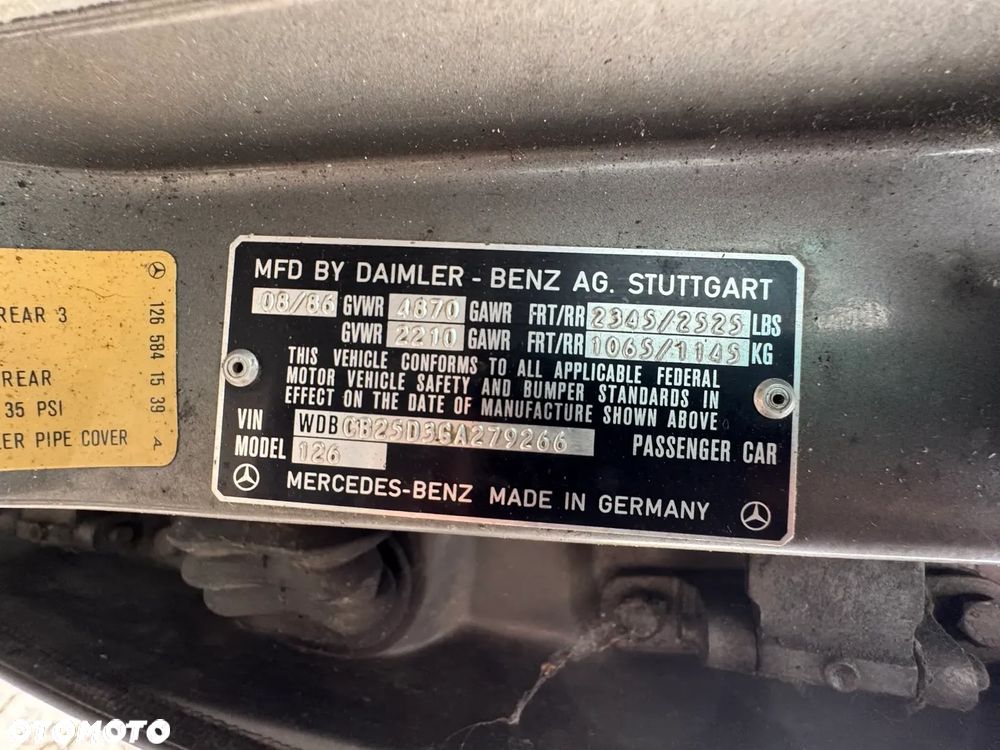 REAR 3
REAR
35 PSI
ER PIPE COVER
126 584 15 39 A
MFD BY DAIMLER - BENZ AG. STUTTGART
08/86 GVWR 4870 GAWR FRT/RR 2345/2525 LBS
GVWR 2210 GAWR FRT/RR 1065/1145 KG
THIS VEHICLE CONFORMS TO ALL APPLICABLE FEDERAL
MOTOR VEHICLE SAFETY AND BUMPER STANDARDS IN
EFFECT ON THE DATE OF MANUFACTURE SHOWN ABOVE.
VIN WDBCB25D3GA279266 PASSENGER CAR
MODEL 126
MERCEDES-BENZ MADE IN GERMANY
OTOMOTO